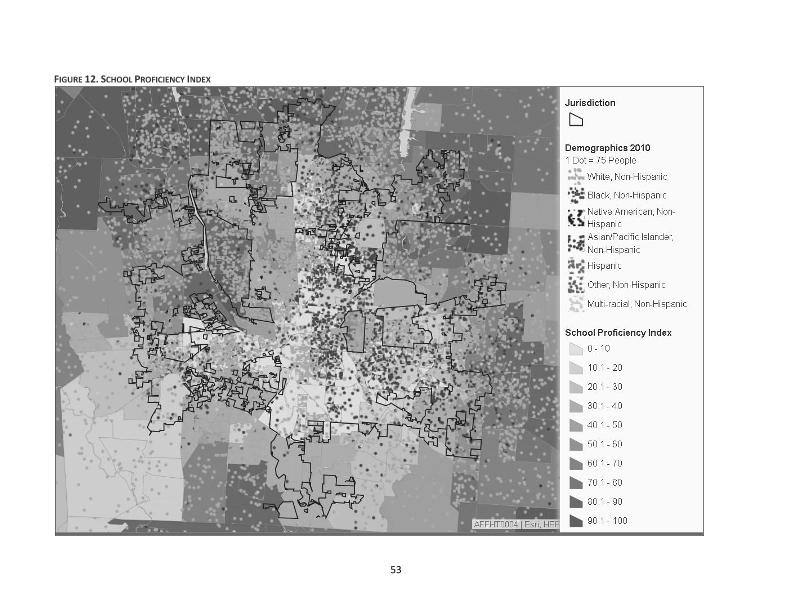 FIGURE 12. SCHOOL PROFICIENCY INDEX
Jurisdiction
Demographics 2010
1 Dot = 75 People
White, Non-Hispanic
Black, Non-Hispanic
Native American, Non-
Hispanic
Asian/Pacific Islander,
Non-Hispanic
Hispanic
Other, Non-Hispanic
Multi-racial, Non-Hispanic
School Proficiency Index
0 - 10
10.1 - 20
20.1 - 30
30.1 - 40
40.1 - 50
50.1 - 60
60.1 - 70
70.1 - 80
80.1 - 90
90.1 - 100
AFFHT0004 | Esri, HER
53